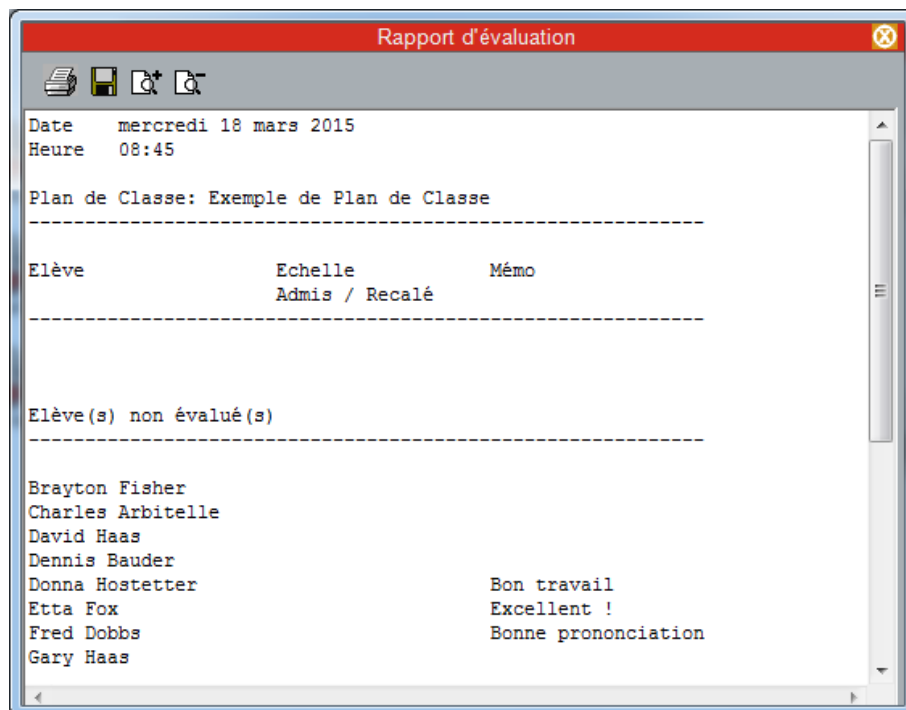 Rapport d'évaluation
Date mercredi 18 mars 2015
Heure 08:45
Plan de Classe: Exemple de Plan de Classe
------------------------------------------------------------
Elève Echelle Mémo
Admis / Recalé
------------------------------------------------------------
Elève(s) non évalué(s)
------------------------------------------------------------
Brayton Fisher
Charles Arbitelle
David Haas
Dennis Bauder
Donna Hostetter Bon travail
Etta Fox Excellent !
Fred Dobbs Bonne prononciation
Gary Haas